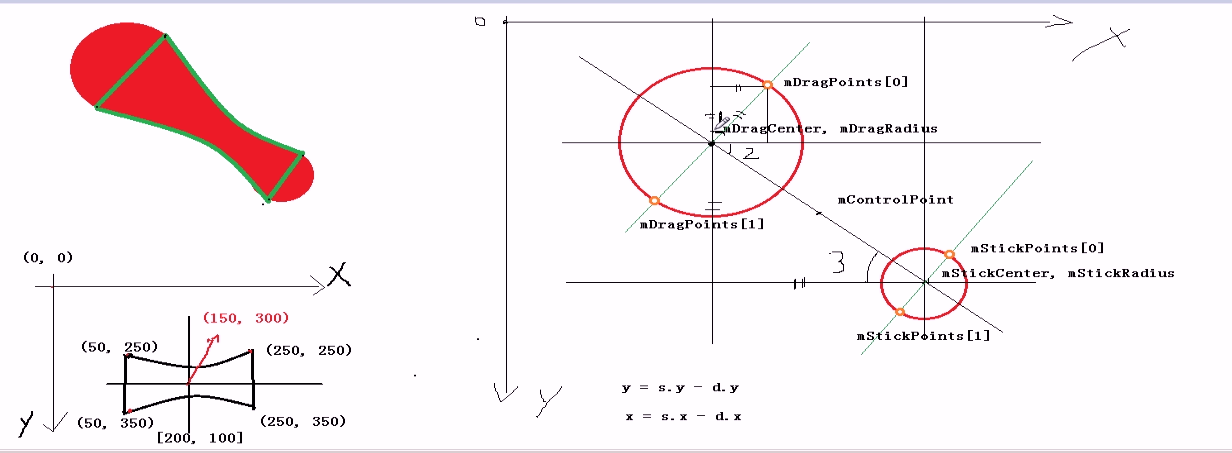 (0, 0)
X
(150, 300)
(50, 250)
(250, 250)
(50, 350)
(250, 350)
[200, 100]
y
0
X
mDragPoints[0]
1
mDragCenter, mDragRadius
2
mControlPoint
mDragPoints[1]
3
mStickPoints[0]
mStickCenter, mStickRadius
mStickPoints[1]
y
y = s.y - d.y
x = s.x - d.x